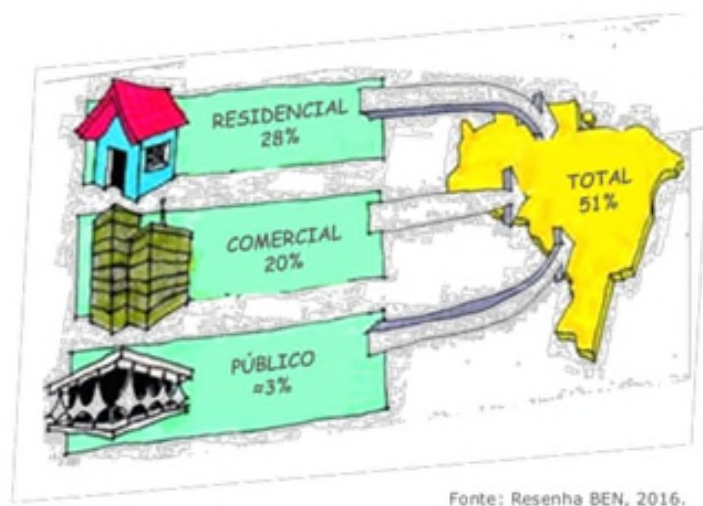 RESIDENCIAL
28%
COMERCIAL
20%
PÚBLICO
≈3%
TOTAL
51%
Fonte: Resenha BEN, 2016.